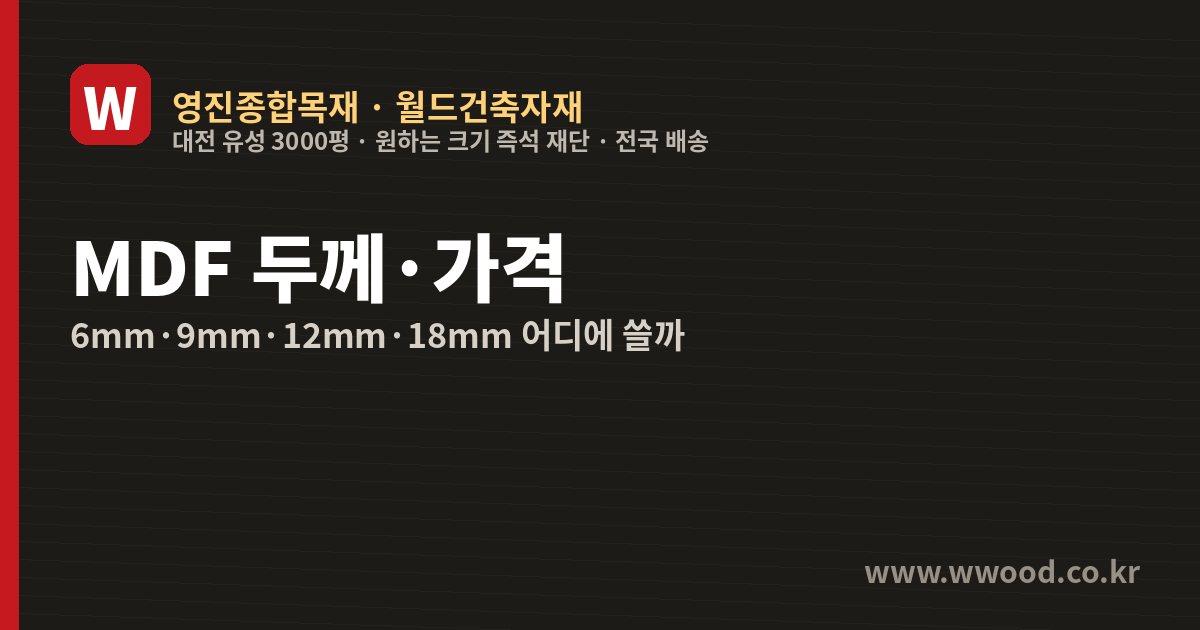 W
영진종합목재 · 월드건축자재
대전 유성 3000평 · 원하는 크기 즉석 재단 · 전국 배송
MDF 두께·가격
6mm·9mm·12mm·18mm 어디에 쓸까
www.wwood.co.kr